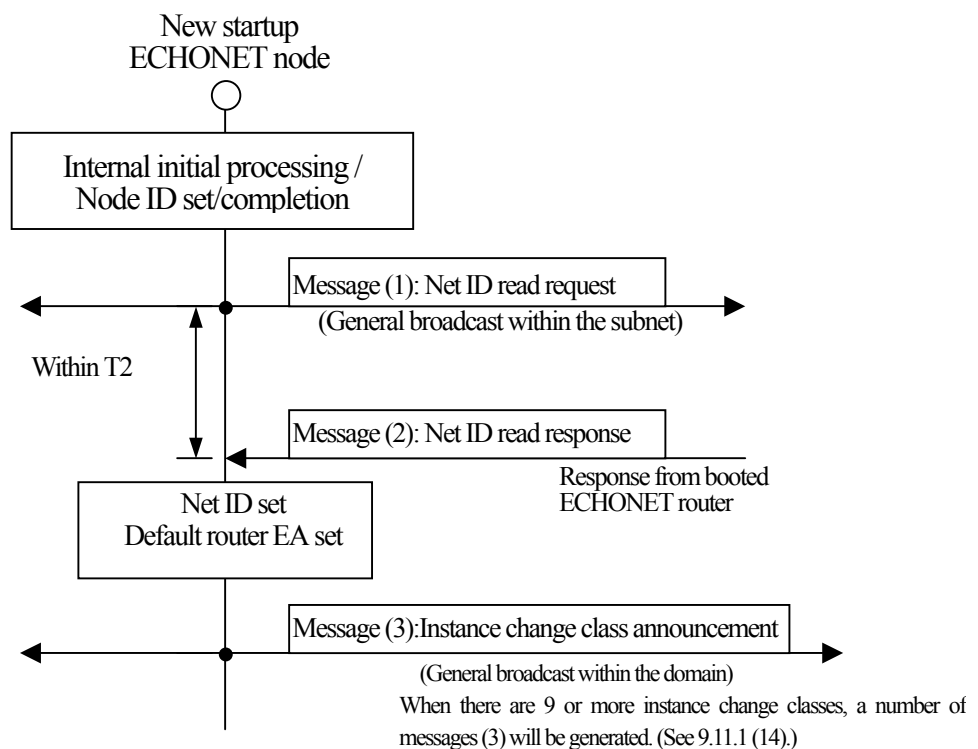 New startup
ECHONET node
Internal initial processing /
Node ID set/completion
Message (1): Net ID read request
(General broadcast within the subnet)
Within T2
Message (2): Net ID read response
Response from booted
ECHONET router
Net ID set
Default router EA set
Message (3):Instance change class announcement
(General broadcast within the domain)
When there are 9 or more instance change classes, a number of
messages (3) will be generated. (See 9.11.1 (14).)